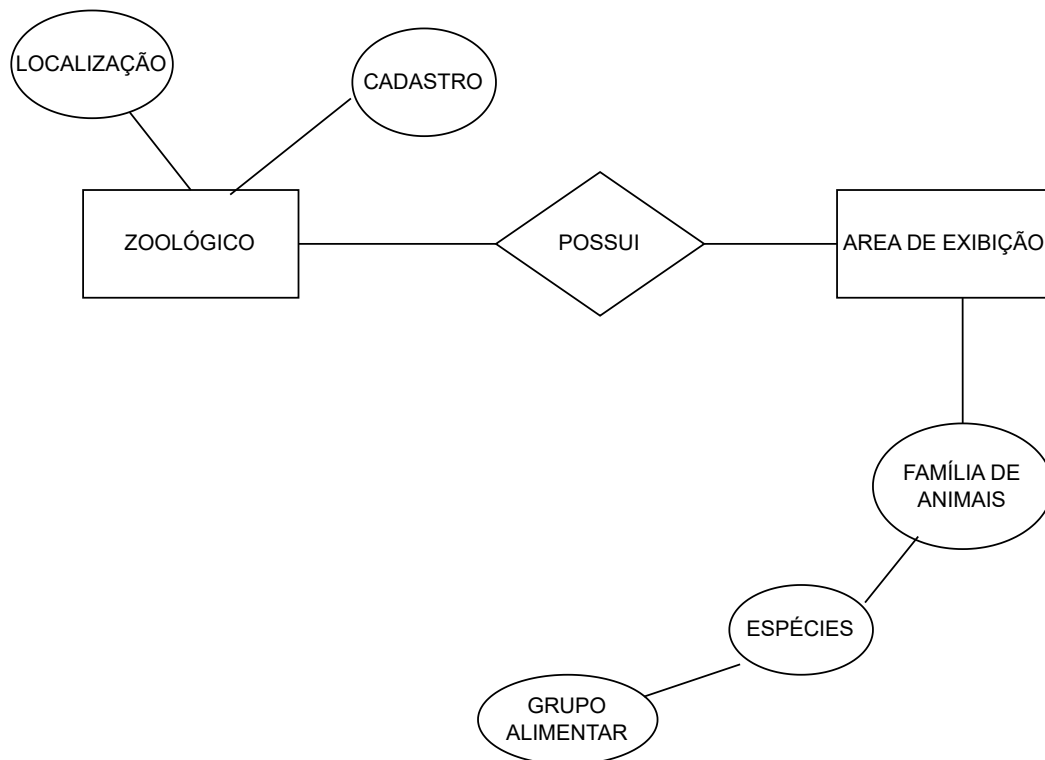 LOCALIZAÇÃO
CADASTRO
ZOOLÓGICO
POSSUI
AREA DE EXIBIÇÃO
FAMÍLIA DE
ANIMAIS
ESPÉCIES
GRUPO
ALIMENTAR